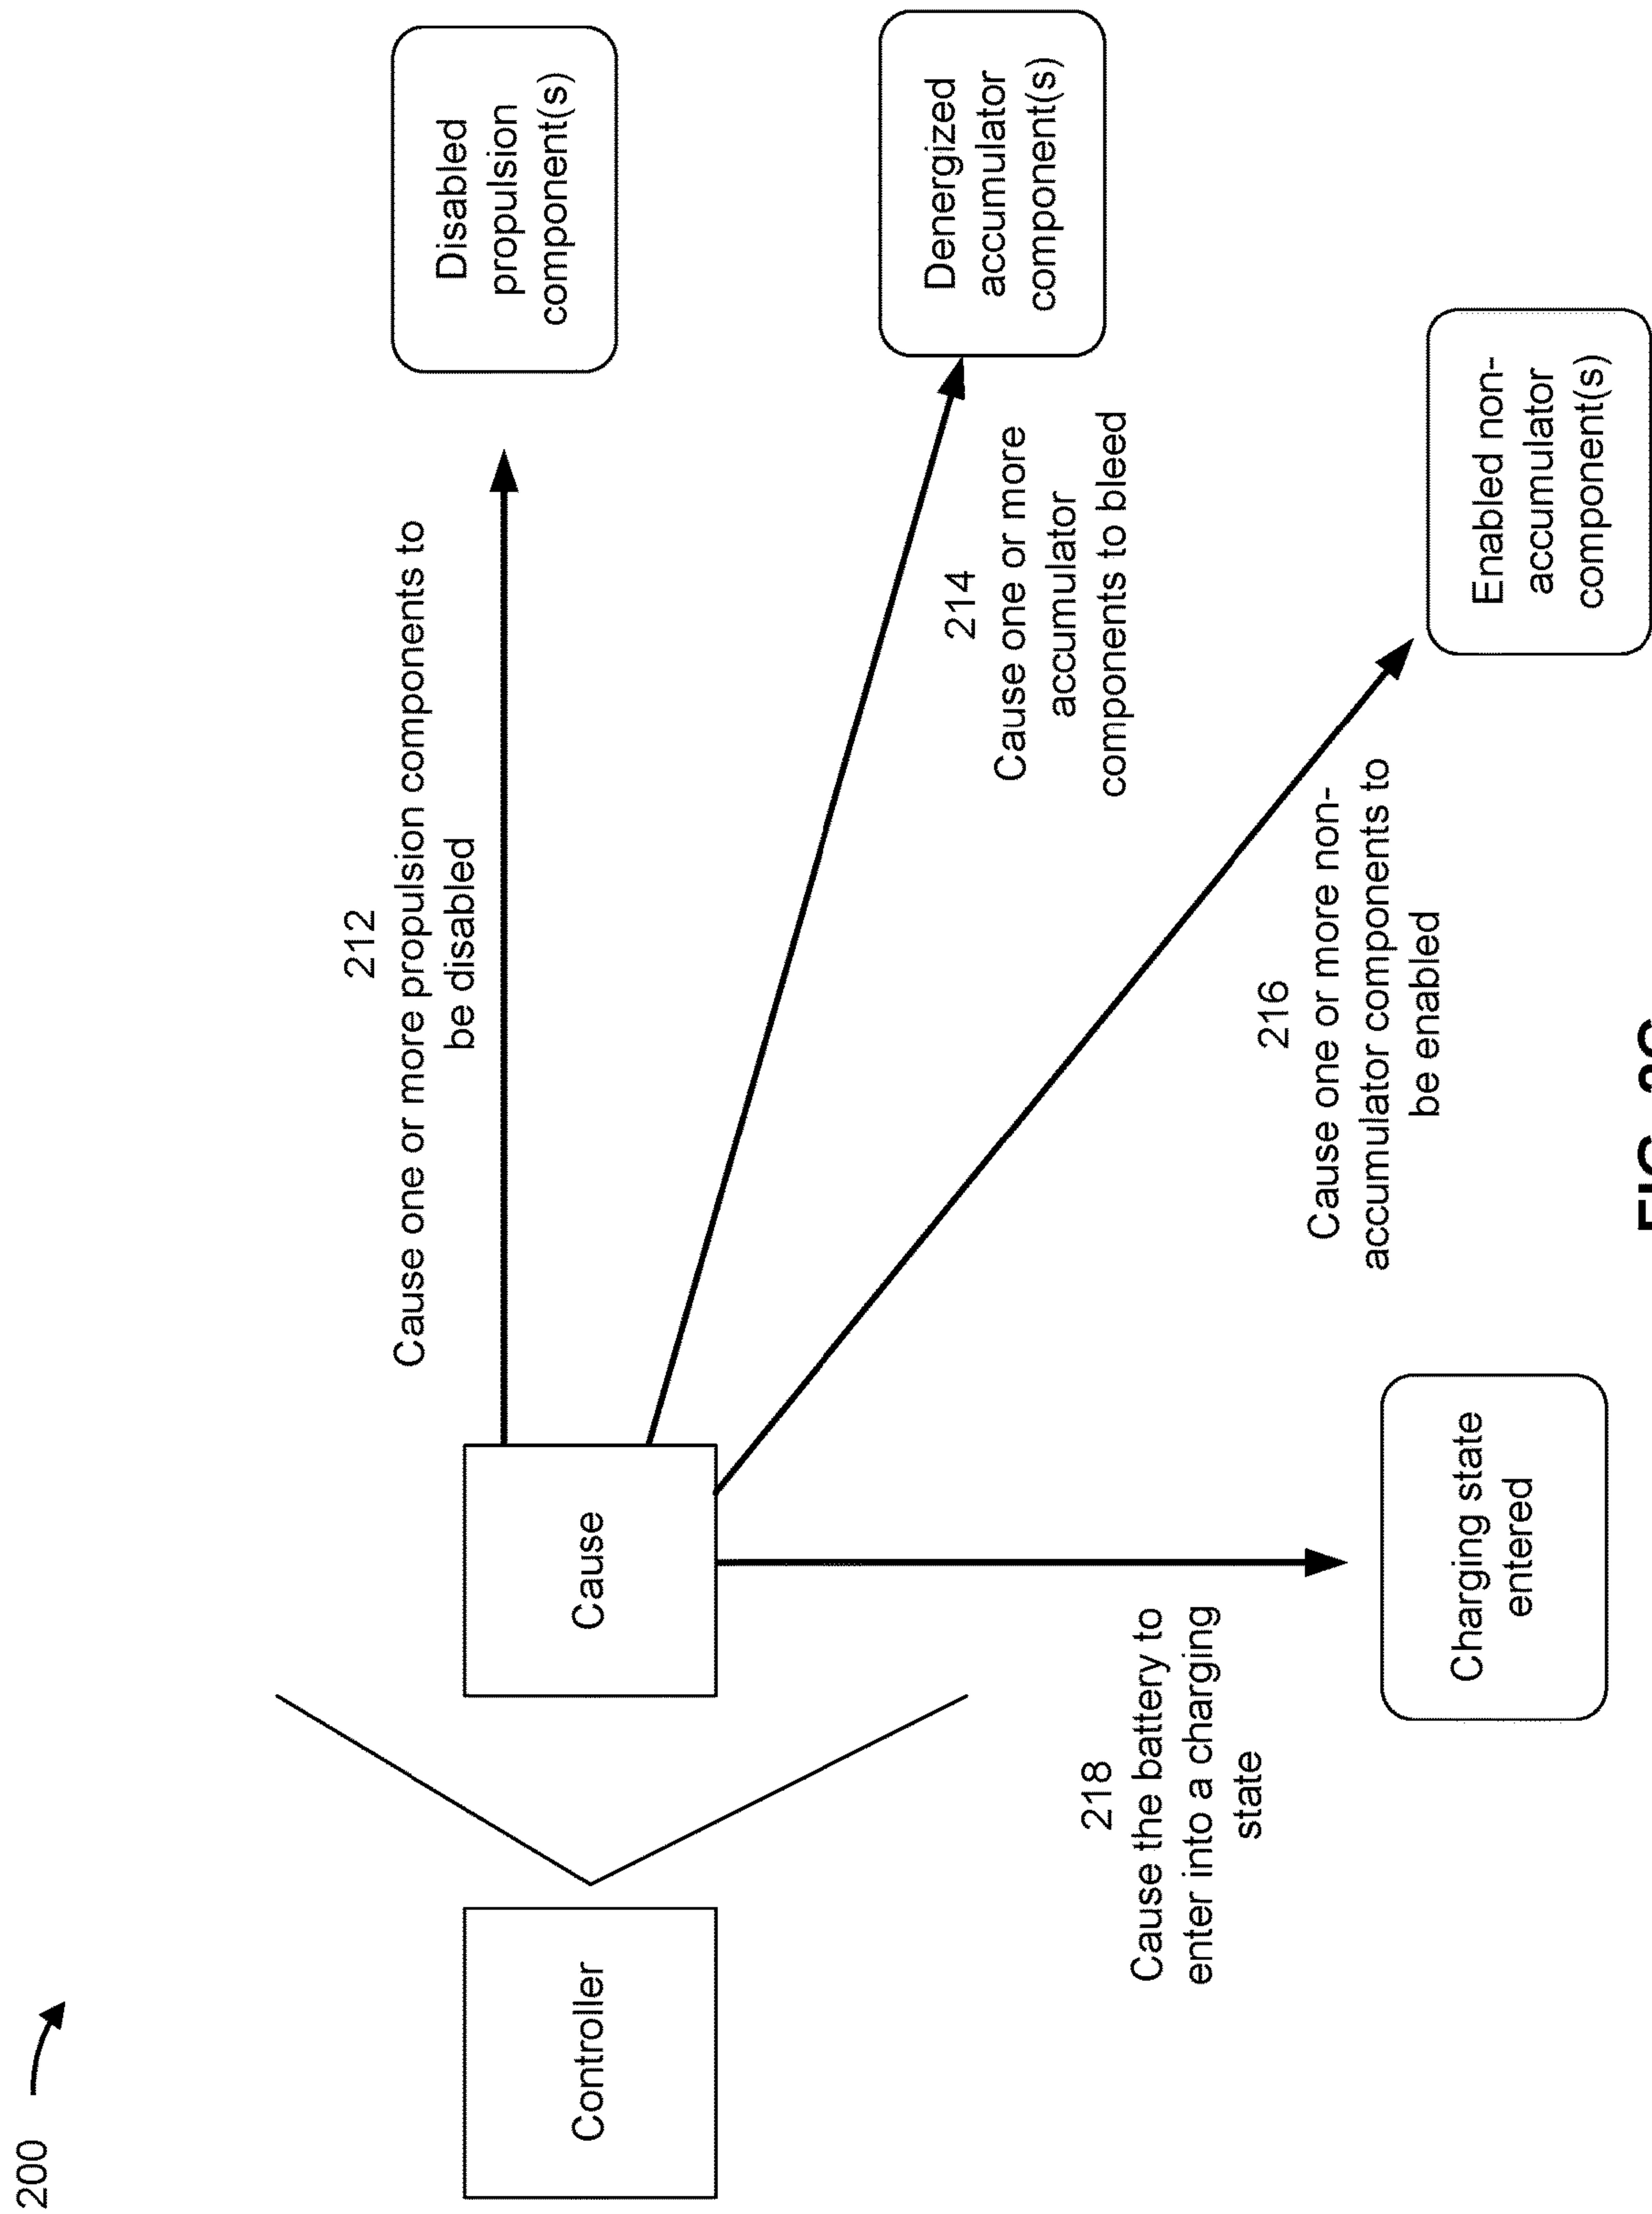 200
Controller
Cause
212
Cause one or more propulsion components to
be disabled
Disabled
propulsion
component(s)
214
Cause one or more
accumulator
components to bleed
Denergized
accumulator
component(s)
216
Cause one or more non-
accumulator components to
be enabled
Enabled non-
accumulator
component(s)
218
Cause the battery to
enter into a charging
state
Charging state
entered
FIG.